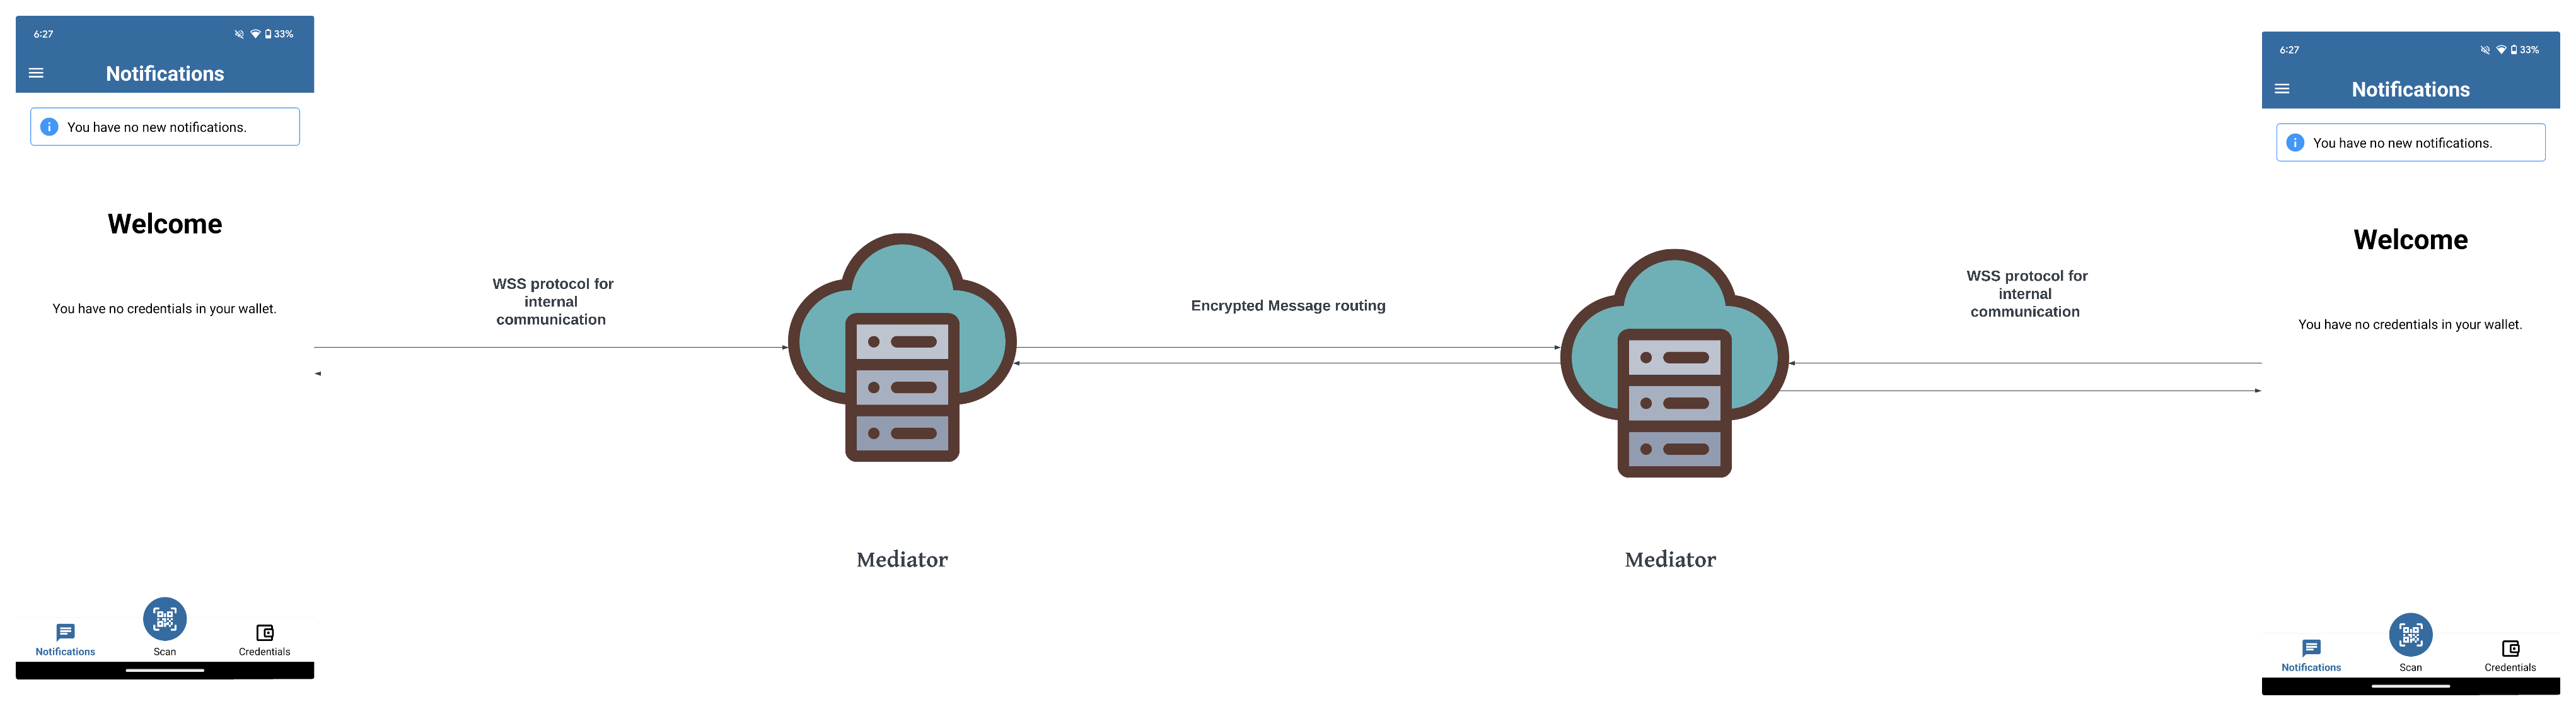 6:27
33%
Notifications
You have no new notifications.
Welcome
You have no credentials in your wallet.
Notifications
Scan
Credentials
WSS protocol for
internal
communication
Mediator
Encrypted Message routing
Mediator
WSS protocol for
internal
communication
6:27
33%
Notifications
You have no new notifications.
Welcome
You have no credentials in your wallet.
Notifications
Scan
Credentials